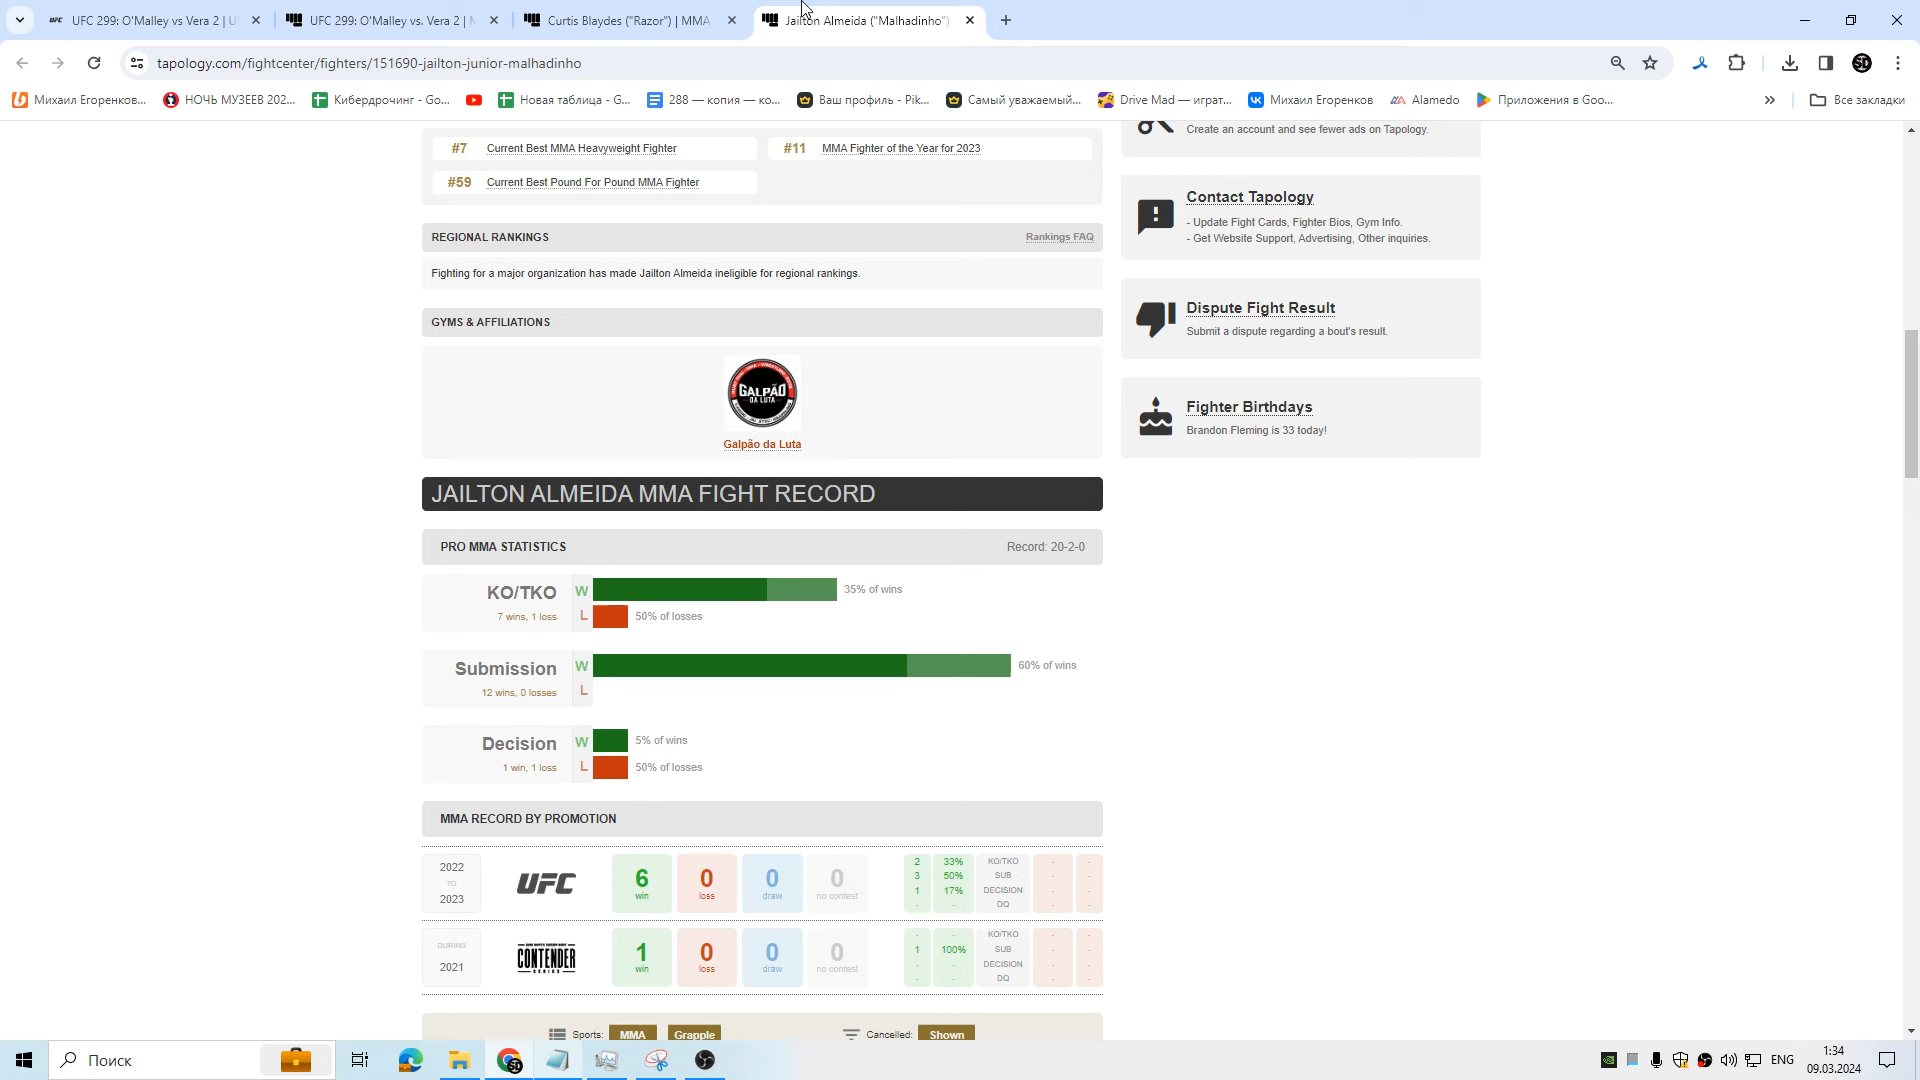 UFC 299: O'Malley vs Vera 2 | U
UFC 299: O'Malley vs. Vera 2 | M
Curtis Blaydes ("Razor") | MMA
Jailton Almeida ("Malhadinho")
tapology.com/fightcenter/fighters/151690-jailton-junior-malhadinho
Михаил Егоренков...
НОЧЬ МУЗЕЕВ 202...
Кибердрочинг - Go...
Новая таблица - G...
288 — копия — ко...
Ваш профиль - Pik...
Самый уважаемый...
Drive Mad — играт...
Михаил Егоренков
Alamedo
Приложения в Goo...
»
Все закладки
#7 Current Best MMA Heavyweight Fighter
#11 MMA Fighter of the Year for 2023
#59 Current Best Pound For Pound MMA Fighter
REGIONAL RANKINGS
Rankings FAQ
Fighting for a major organization has made Jailton Almeida ineligible for regional rankings.
GYMS & AFFILIATIONS
GALPÃO
DA LUTA
Galpão da Luta
JAILTON ALMEIDA MMA FIGHT RECORD
PRO MMA STATISTICS
Record: 20-2-0
KO/TKO
7 wins, 1 loss
W
35% of wins
L
50% of losses
Submission
12 wins, 0 losses
W
60% of wins
L
Decision
1 win, 1 loss
W
5% of wins
L
50% of losses
MMA RECORD BY PROMOTION
2022
TO
2023
UFC
6
win
0
loss
0
draw
0
no contest
2 33% KO/TKO - -
3 50% SUB - -
1 17% DECISION - -
- - DQ - -
DURING
2021
CONTENDER
SERIES
1
win
0
loss
0
draw
0
no contest
- - KO/TKO - -
1 100% SUB - -
- - DECISION - -
- - DQ - -
Sports: MMA Grapple
Cancelled: Shown
Create an account and see fewer ads on Tapology.
Contact Tapology
- Update Fight Cards, Fighter Bios, Gym Info.
- Get Website Support, Advertising, Other inquiries.
Dispute Fight Result
Submit a dispute regarding a bout's result.
Fighter Birthdays
Brandon Fleming is 33 today!
Поиск
ENG
1:34
09.03.2024